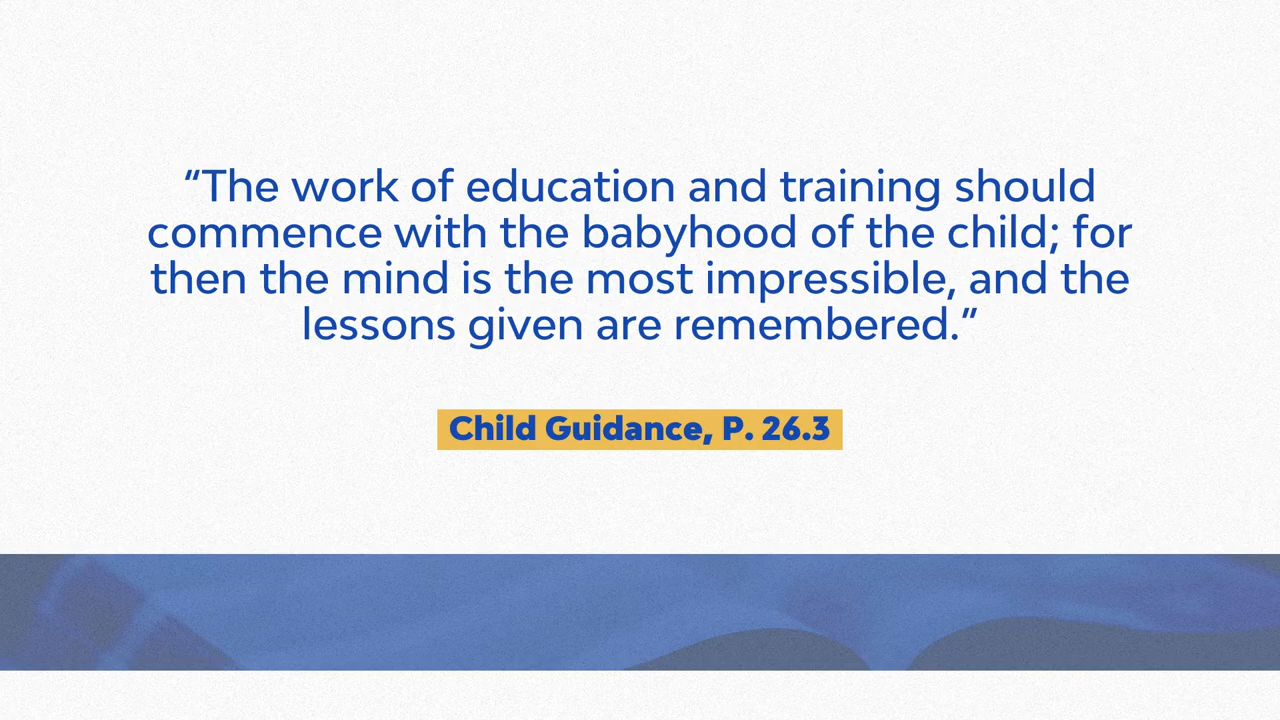 “The work of education and training should
commence with the babyhood of the child; for
then the mind is the most impressible, and the
lessons given are remembered.”
Child Guidance, P. 26.3